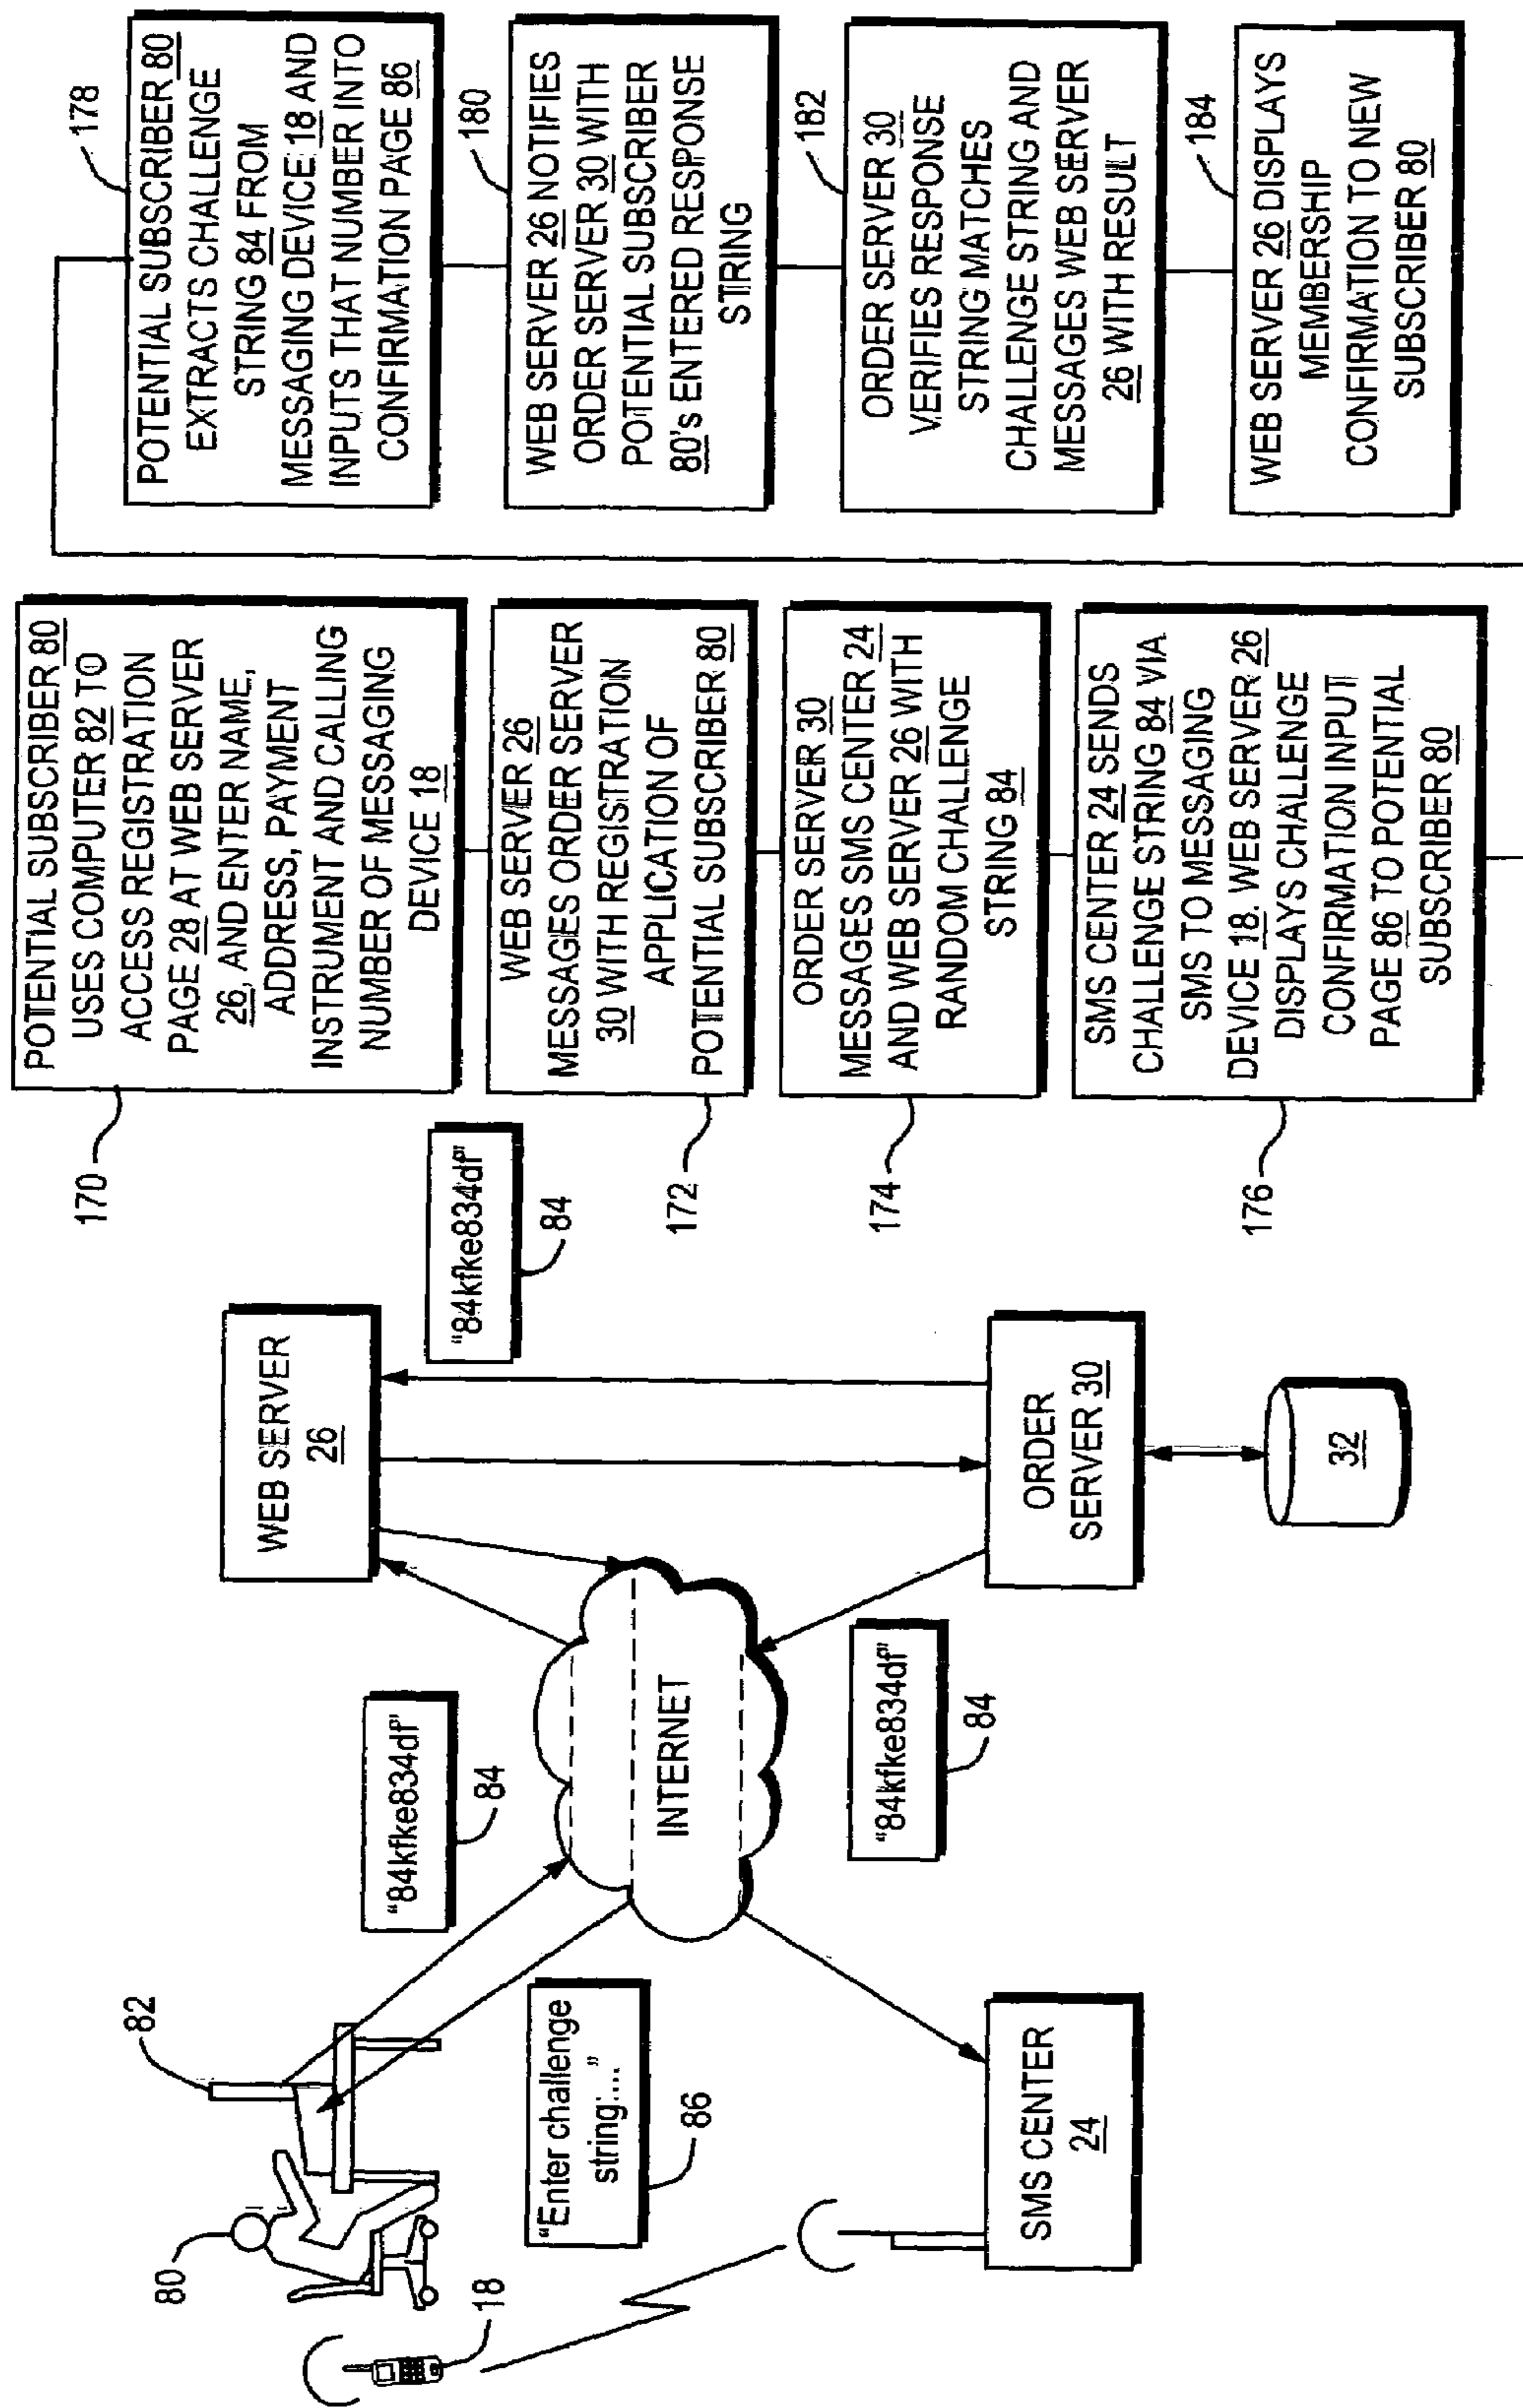 80
82
18
"84kfke834df"
84
"Enter challenge
string:..."
86
INTERNET
WEB SERVER
26
"84kfke834df"
84
"84kfke834df"
84
SMS CENTER
24
ORDER
SERVER 30
32
170
POTENTIAL SUBSCRIBER 80
USES COMPUTER 82 TO
ACCESS REGISTRATION
PAGE 28 AT WEB SERVER
26, AND ENTER NAME,
ADDRESS, PAYMENT
INSTRUMENT AND CALLING
NUMBER OF MESSAGING
DEVICE 18
172
WEB SERVER 26
MESSAGES ORDER SERVER
30 WITH REGISTRATION
APPLICATION OF
POTENTIAL SUBSCRIBER 80
174
ORDER SERVER 30
MESSAGES SMS CENTER 24
AND WEB SERVER 26 WITH
RANDOM CHALLENGE
STRING 84
176
SMS CENTER 24 SENDS
CHALLENGE STRING 84 VIA
SMS TO MESSAGING
DEVICE 18. WEB SERVER 26
DISPLAYS CHALLENGE
CONFIRMATION INPUT
PAGE 86 TO POTENTIAL
SUBSCRIBER 80
178
POTENTIAL SUBSCRIBER 80
EXTRACTS CHALLENGE
STRING 84 FROM
MESSAGING DEVICE 18 AND
INPUTS THAT NUMBER INTO
CONFIRMATION PAGE 86
180
WEB SERVER 26 NOTIFIES
ORDER SERVER 30 WITH
POTENTIAL SUBSCRIBER
80's ENTERED RESPONSE
STRING
182
ORDER SERVER 30
VERIFIES RESPONSE
STRING MATCHES
CHALLENGE STRING AND
MESSAGES WEB SERVER
26 WITH RESULT
184
WEB SERVER 26 DISPLAYS
MEMBERSHIP
CONFIRMATION TO NEW
SUBSCRIBER 80